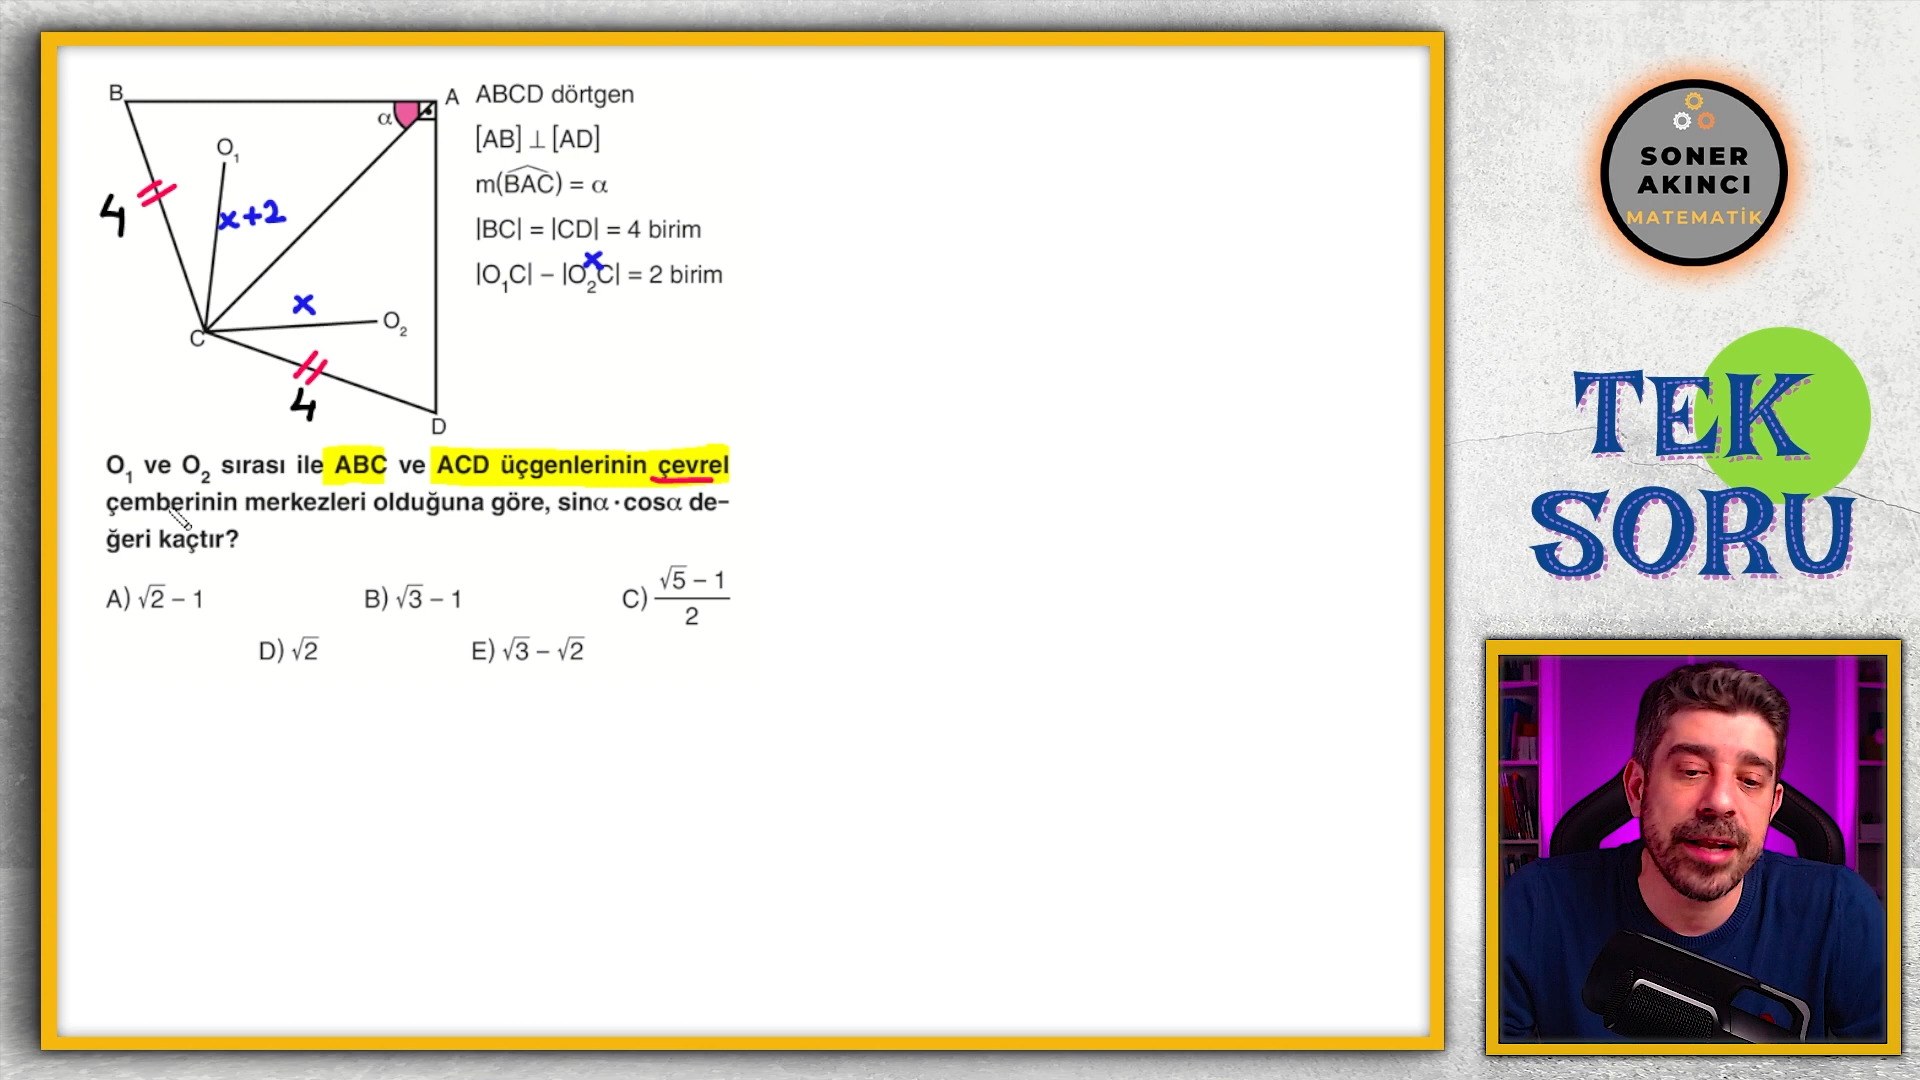 B
A
α
O₁
4
x+2
x
C
O₂
4
D
ABCD dörtgen
[AB] ⊥ [AD]
m(BAC) = α
|BC| = |CD| = 4 birim
x
|O₁C| − |O₂C| = 2 birim
O₁ ve O₂ sırası ile ABC ve ACD üçgenlerinin çevrel
çemberinin merkezleri olduğuna göre, sinα · cosα de-
ğeri kaçtır?
A) √2 − 1 B) √3 − 1 C) (√5 − 1)/2
D) √2 E) √3 − √2
SONER
AKINCI
MATEMATİK
TEK
SORU